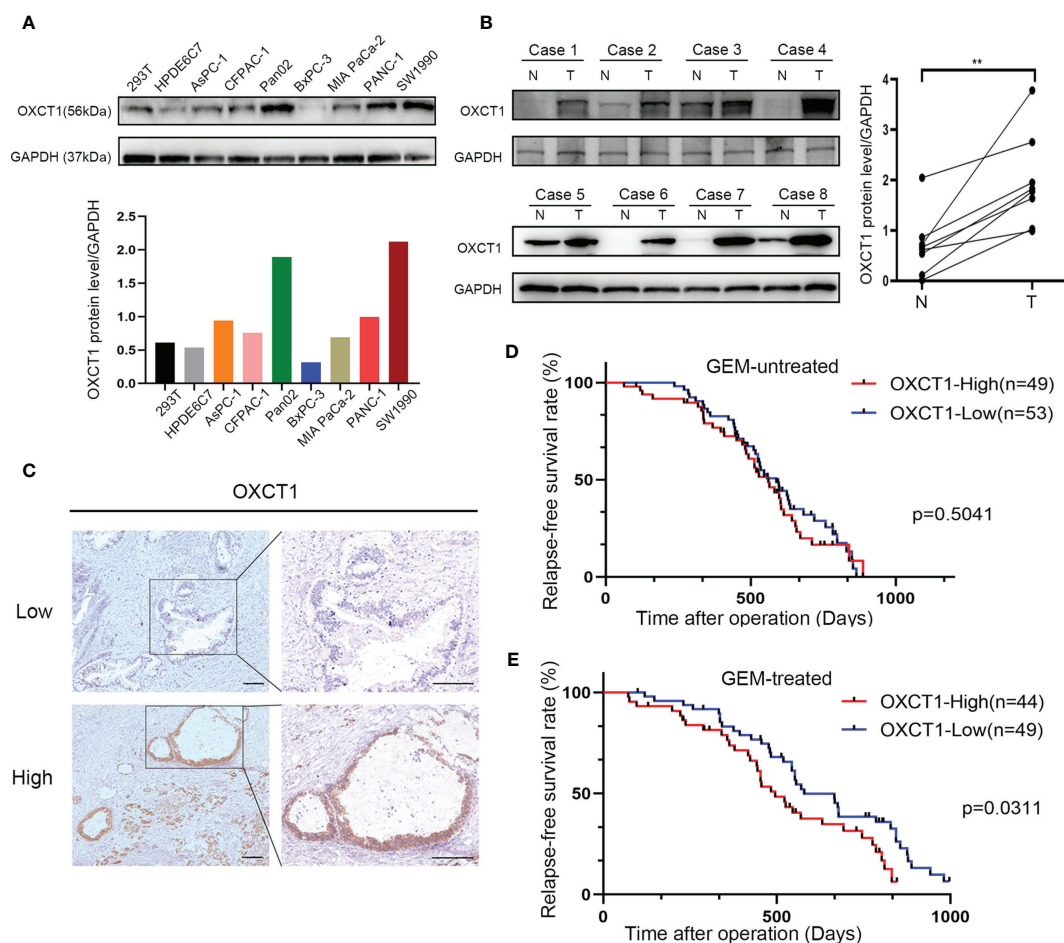 A
293T
HPDE6C7
AsPC-1
CFPAC-1
Pan02
BxPC-3
MIA PaCa-2
PANC-1
SW1990
OXCT1(56kDa)
GAPDH (37kDa)
OXCT1 protein level/GAPDH
2.5
2.0
1.5
1.0
0.5
0.0
293T
HPDE6C7
AsPC-1
CFPAC-1
Pan02
BxPC-3
MIA PaCa-2
PANC-1
SW1990
B
Case 1 Case 2 Case 3 Case 4
N T N T N T N T
OXCT1
GAPDH
Case 5 Case 6 Case 7 Case 8
N T N T N T N T
OXCT1
GAPDH
**
OXCT1 protein level/GAPDH
4
3
2
1
0
N T
C
OXCT1
Low
High
D
GEM-untreated
OXCT1-High(n=49)
OXCT1-Low(n=53)
p=0.5041
Relapse-free survival rate (%)
100
50
0
0 500 1000
Time after operation (Days)
E
GEM-treated
OXCT1-High(n=44)
OXCT1-Low(n=49)
p=0.0311
Relapse-free survival rate (%)
100
50
0
0 500 1000
Time after operation (Days)